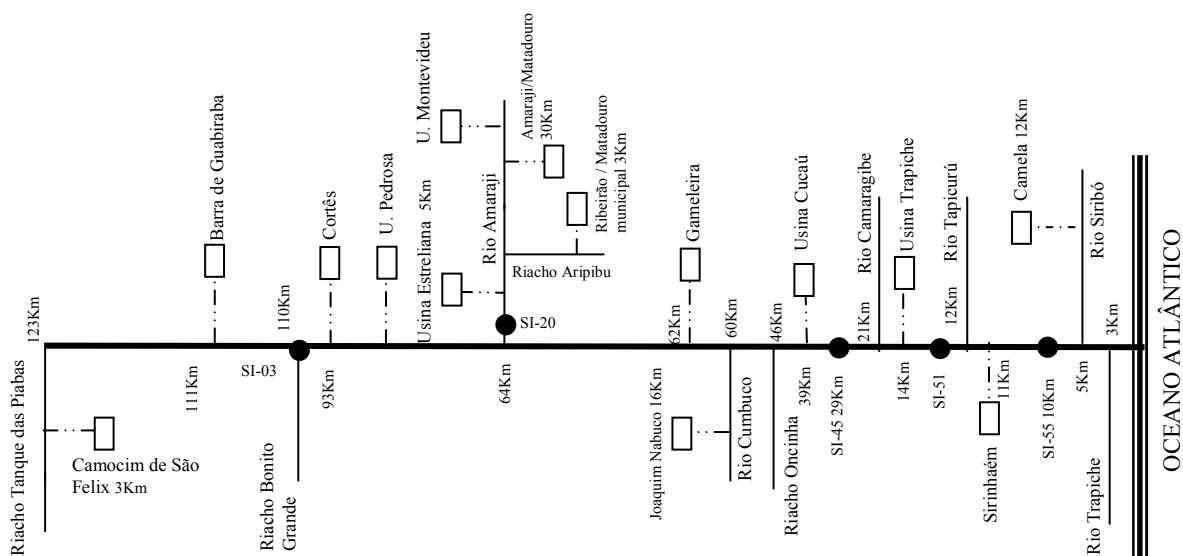 Riacho Tanque das Piabas
123Km
Camocim de São
Felix 3Km
Barra de Guabiraba
111Km
110Km
SI-03
Riacho Bonito
Grande
Cortês
93Km
U. Pedrosa
Usina Estreliana 5Km
U. Montevideu
Rio Amaraji
Amaraji/Matadouro
30Km
Ribeirão / Matadouro
municipal 3Km
Riacho Aripibu
SI-20
64Km
Gameleira
62Km
Joaquim Nabuco 16Km
60Km
Rio Cumbuco
46Km
Riacho Oncinha
Usina Cucaú
39Km
SI-45 29Km
21Km
Rio Camaragibe
Usina Trapiche
14Km
SI-51
Rio Tapicurú
12Km
Sirinhaém
11Km
Camela 12Km
SI-55 10Km
Rio Siribó
5Km
3Km
Rio Trapiche
OCEANO ATLÂNTICO